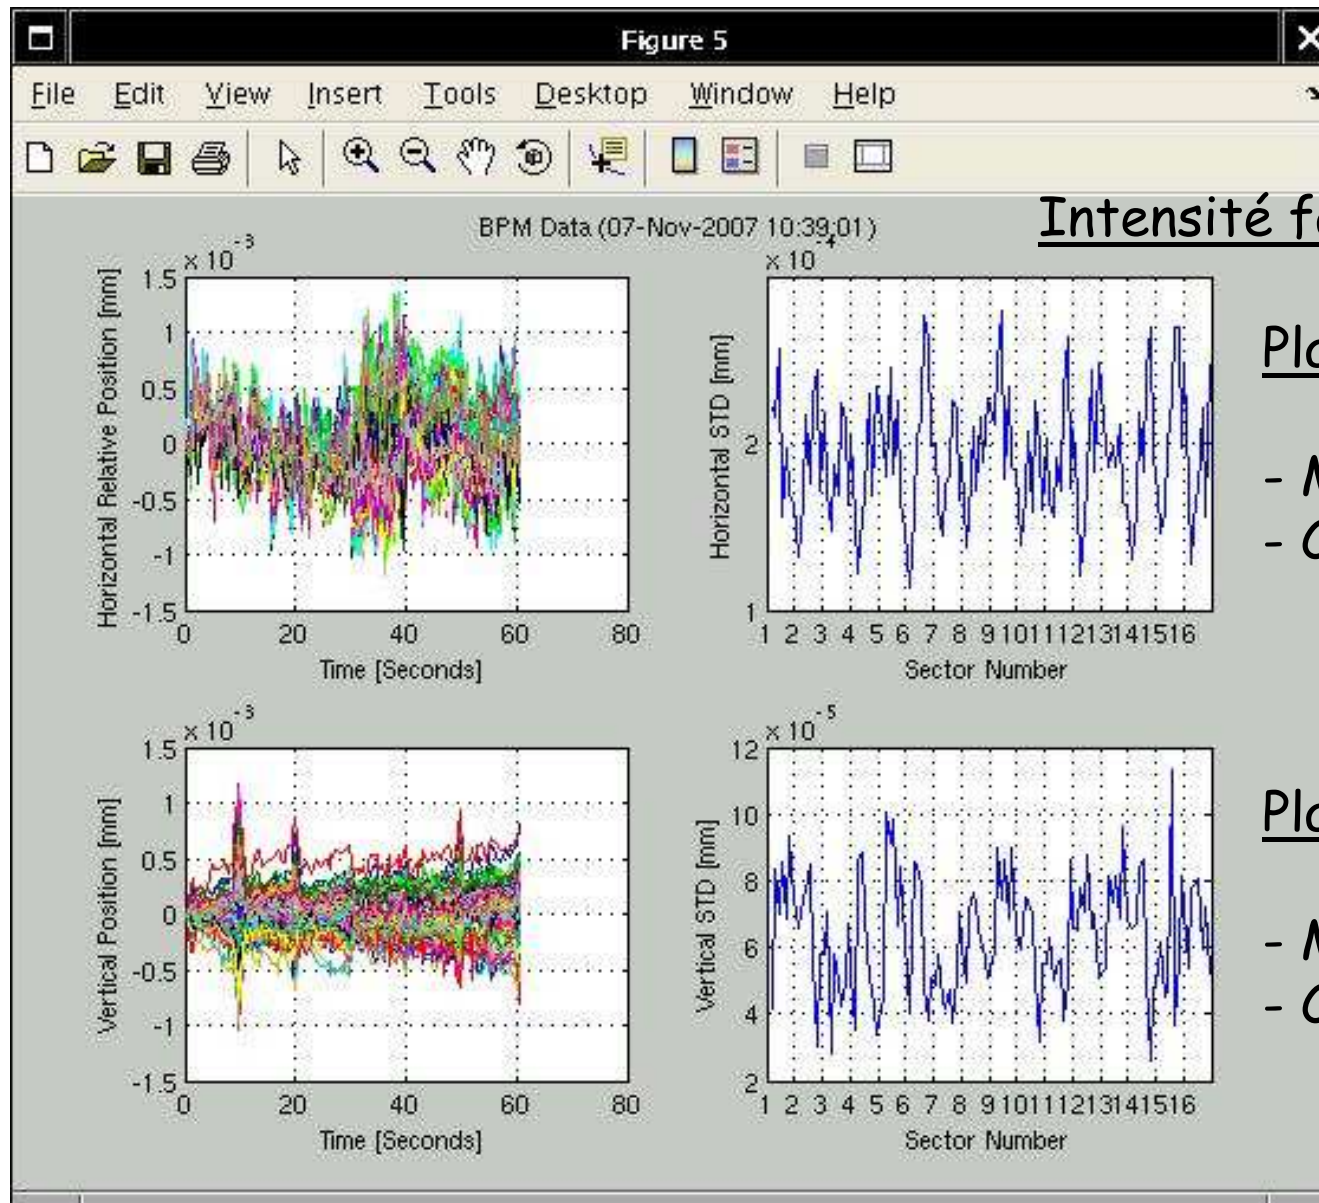 Figure 5
File Edit View Insert Tools Desktop Window Help
BPM Data (07-Nov-2007 10:39:01)
Intensité
× 10⁻³
Horizontal Relative Position [mm]
1.5
1
0.5
0
-0.5
-1
-1.5
0 20 40 60 80
Time [Seconds]
× 10⁻⁴
Horizontal STD [mm]
2
1
1 2 3 4 5 6 7 8 9 10 11 12 13 14 15 16
Sector Number
-
-
× 10⁻³
Vertical Position [mm]
1.5
1
0.5
0
-0.5
-1
-1.5
0 20 40 60 80
Time [Seconds]
× 10⁻⁵
Vertical STD [mm]
12
10
8
6
4
2
1 2 3 4 5 6 7 8 9 10 11 12 13 14 15 16
Sector Number
-
-